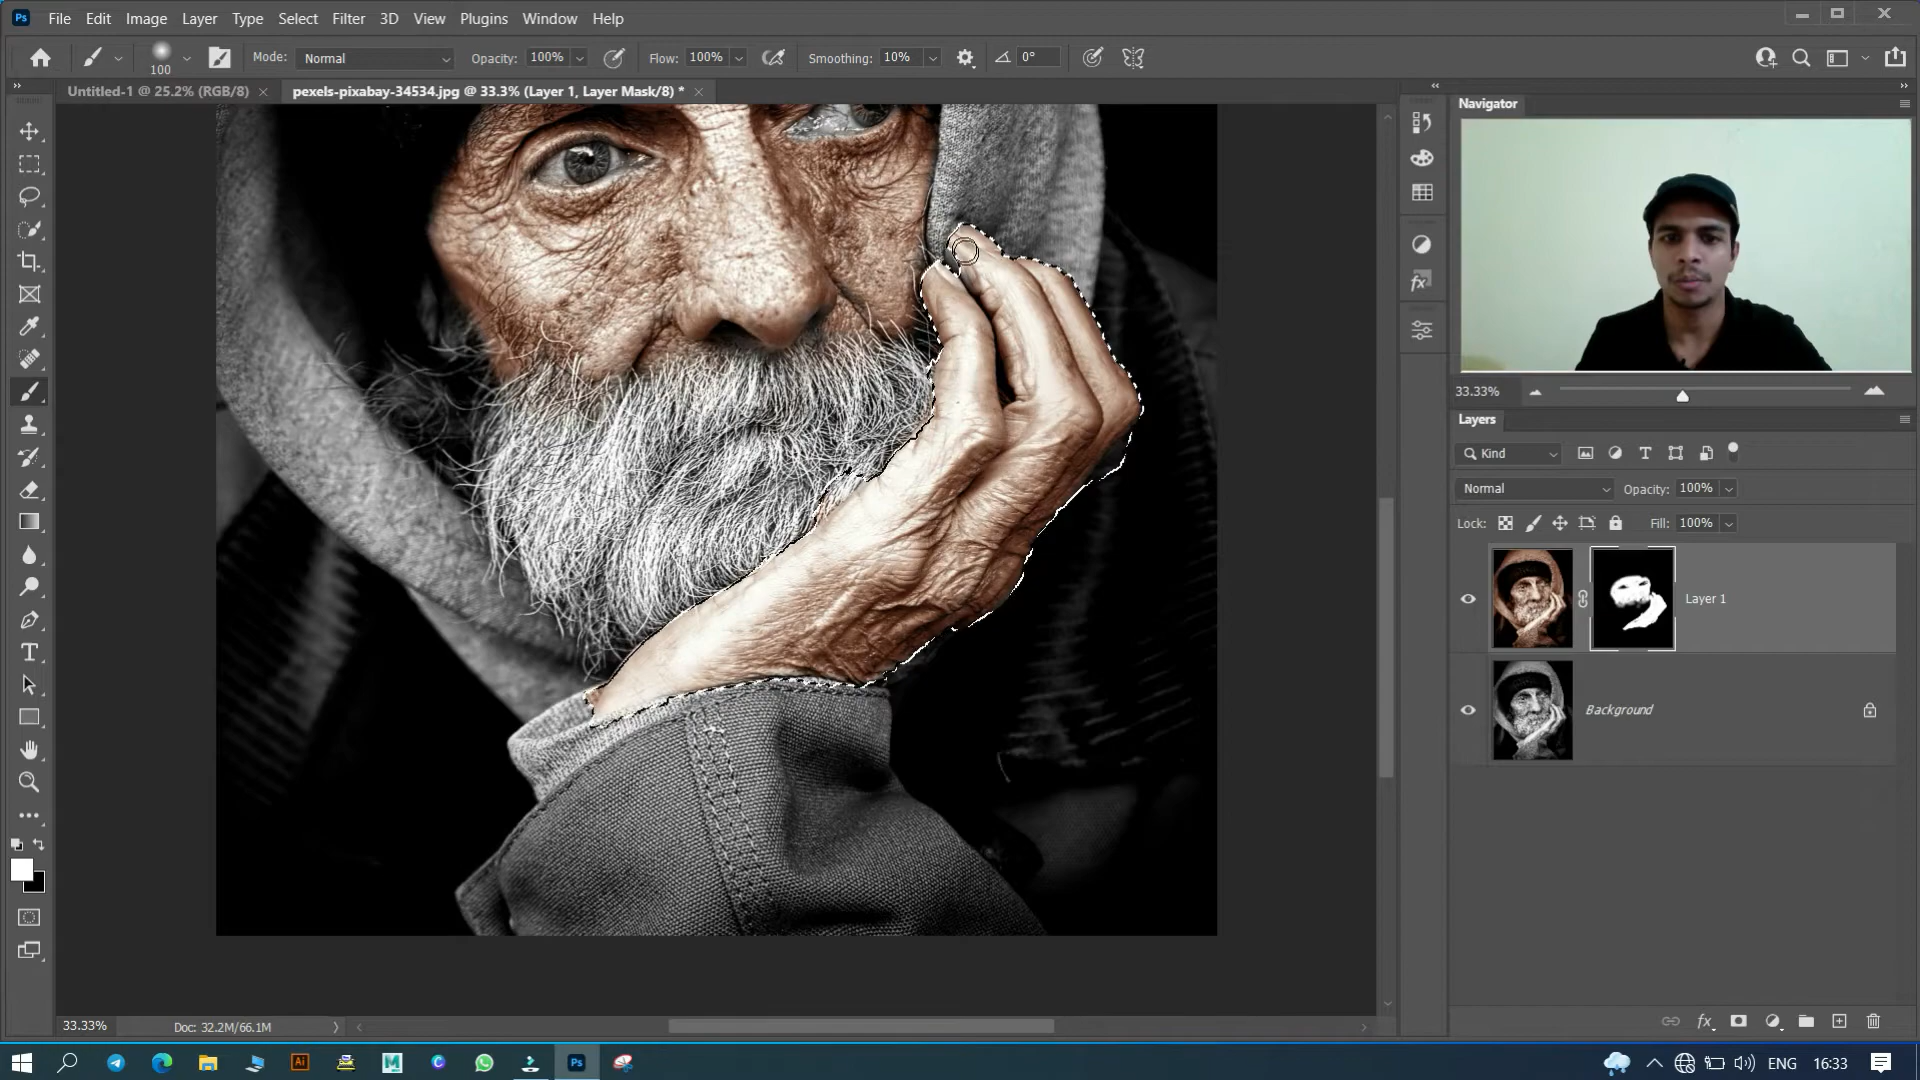 Ps File Edit Image Layer Type Select Filter 3D View Plugins Window Help
100 Mode: Normal Opacity: 100% Flow: 100% Smoothing: 10% 0°
Untitled-1 @ 25.2% (RGB/8) pexels-pixabay-34534.jpg @ 33.3% (Layer 1, Layer Mask/8) *
Navigator
33.33%
Layers
Kind
Normal Opacity: 100%
Lock: Fill: 100%
Layer 1
Background
33.33% Doc: 32.2M/66.1M
Ai M C Ps ENG 16:33